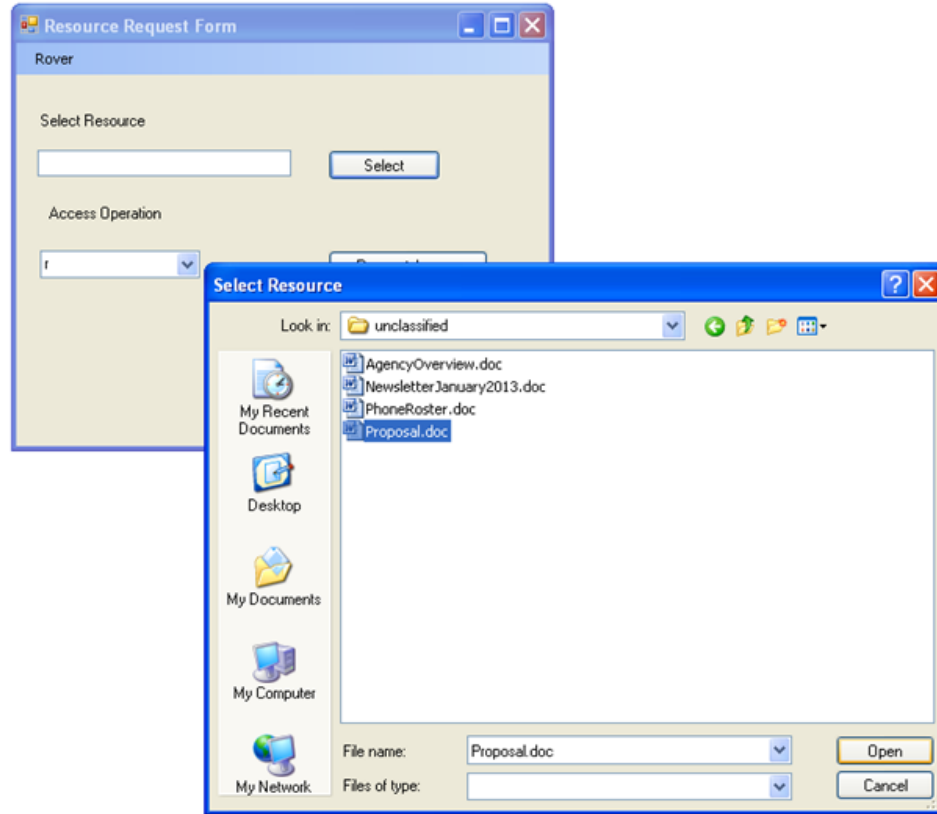 Resource Request Form
Rover
Select Resource
Select
Access Operation
r
Select Resource
Look in:
unclassified
AgencyOverview.doc
NewsletterJanuary2013.doc
PhoneRoster.doc
Proposal.doc
My Recent
Documents
Desktop
My Documents
My Computer
My Network
File name:
Proposal.doc
Open
Files of type:
Cancel